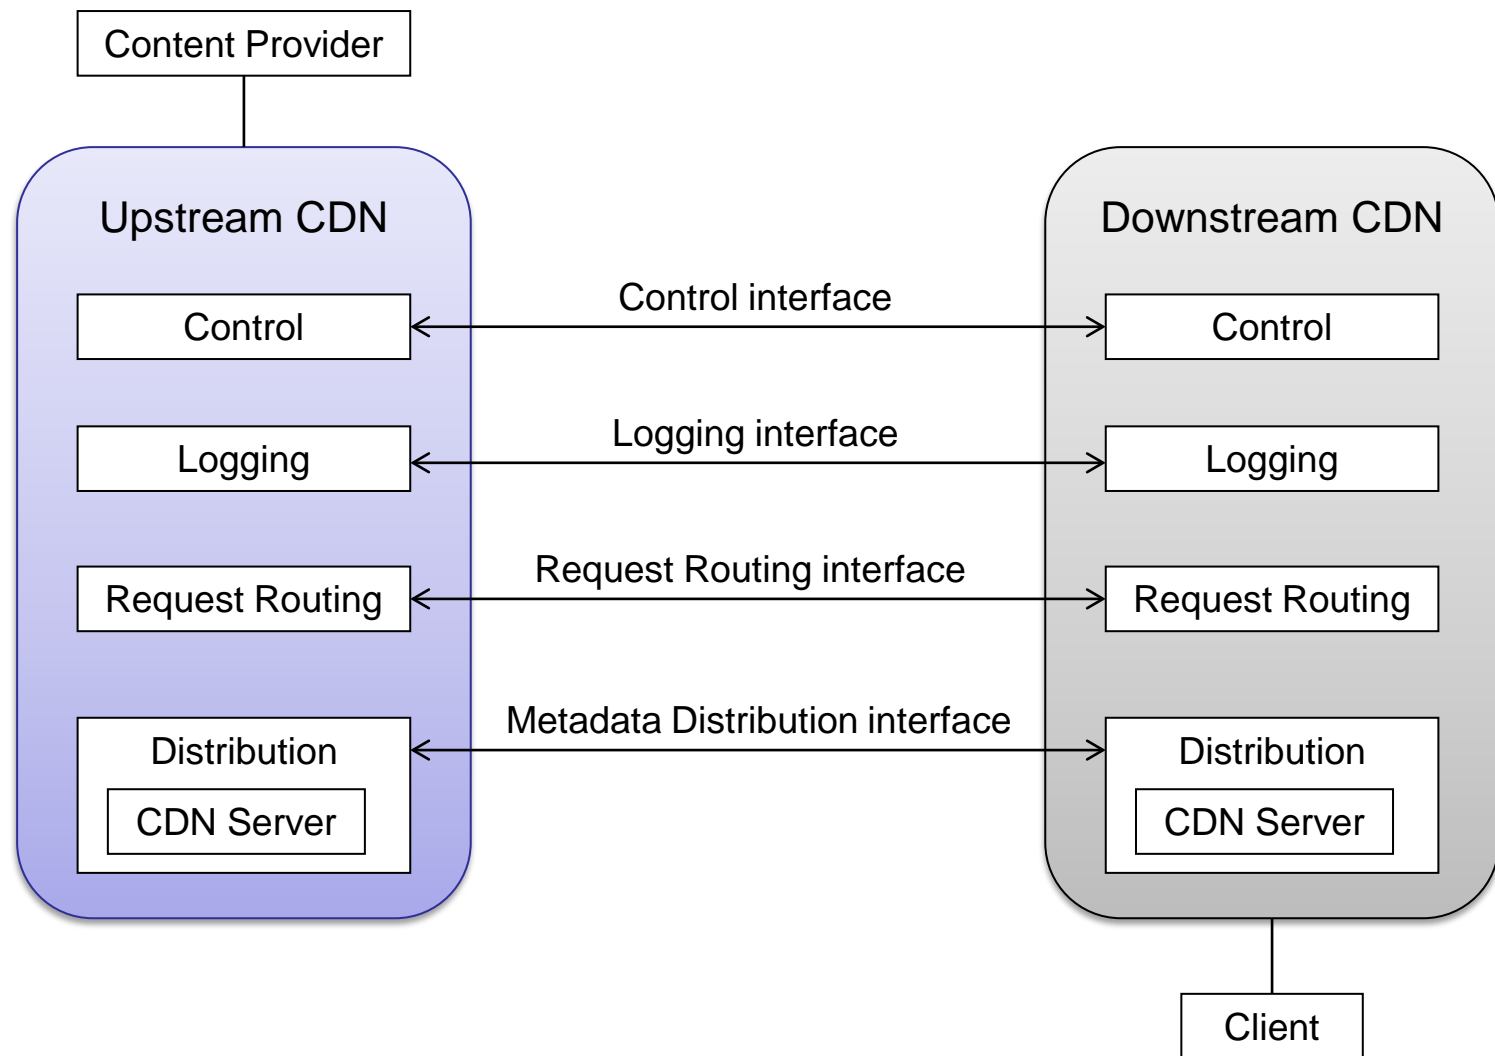 Content Provider
Upstream CDN
Downstream CDN
Control interface
Control
Control
Logging interface
Logging
Logging
Request Routing interface
Request Routing
Request Routing
Metadada Distribution interface
Distribution
Distribution
CDN Server
CDN Server
Client